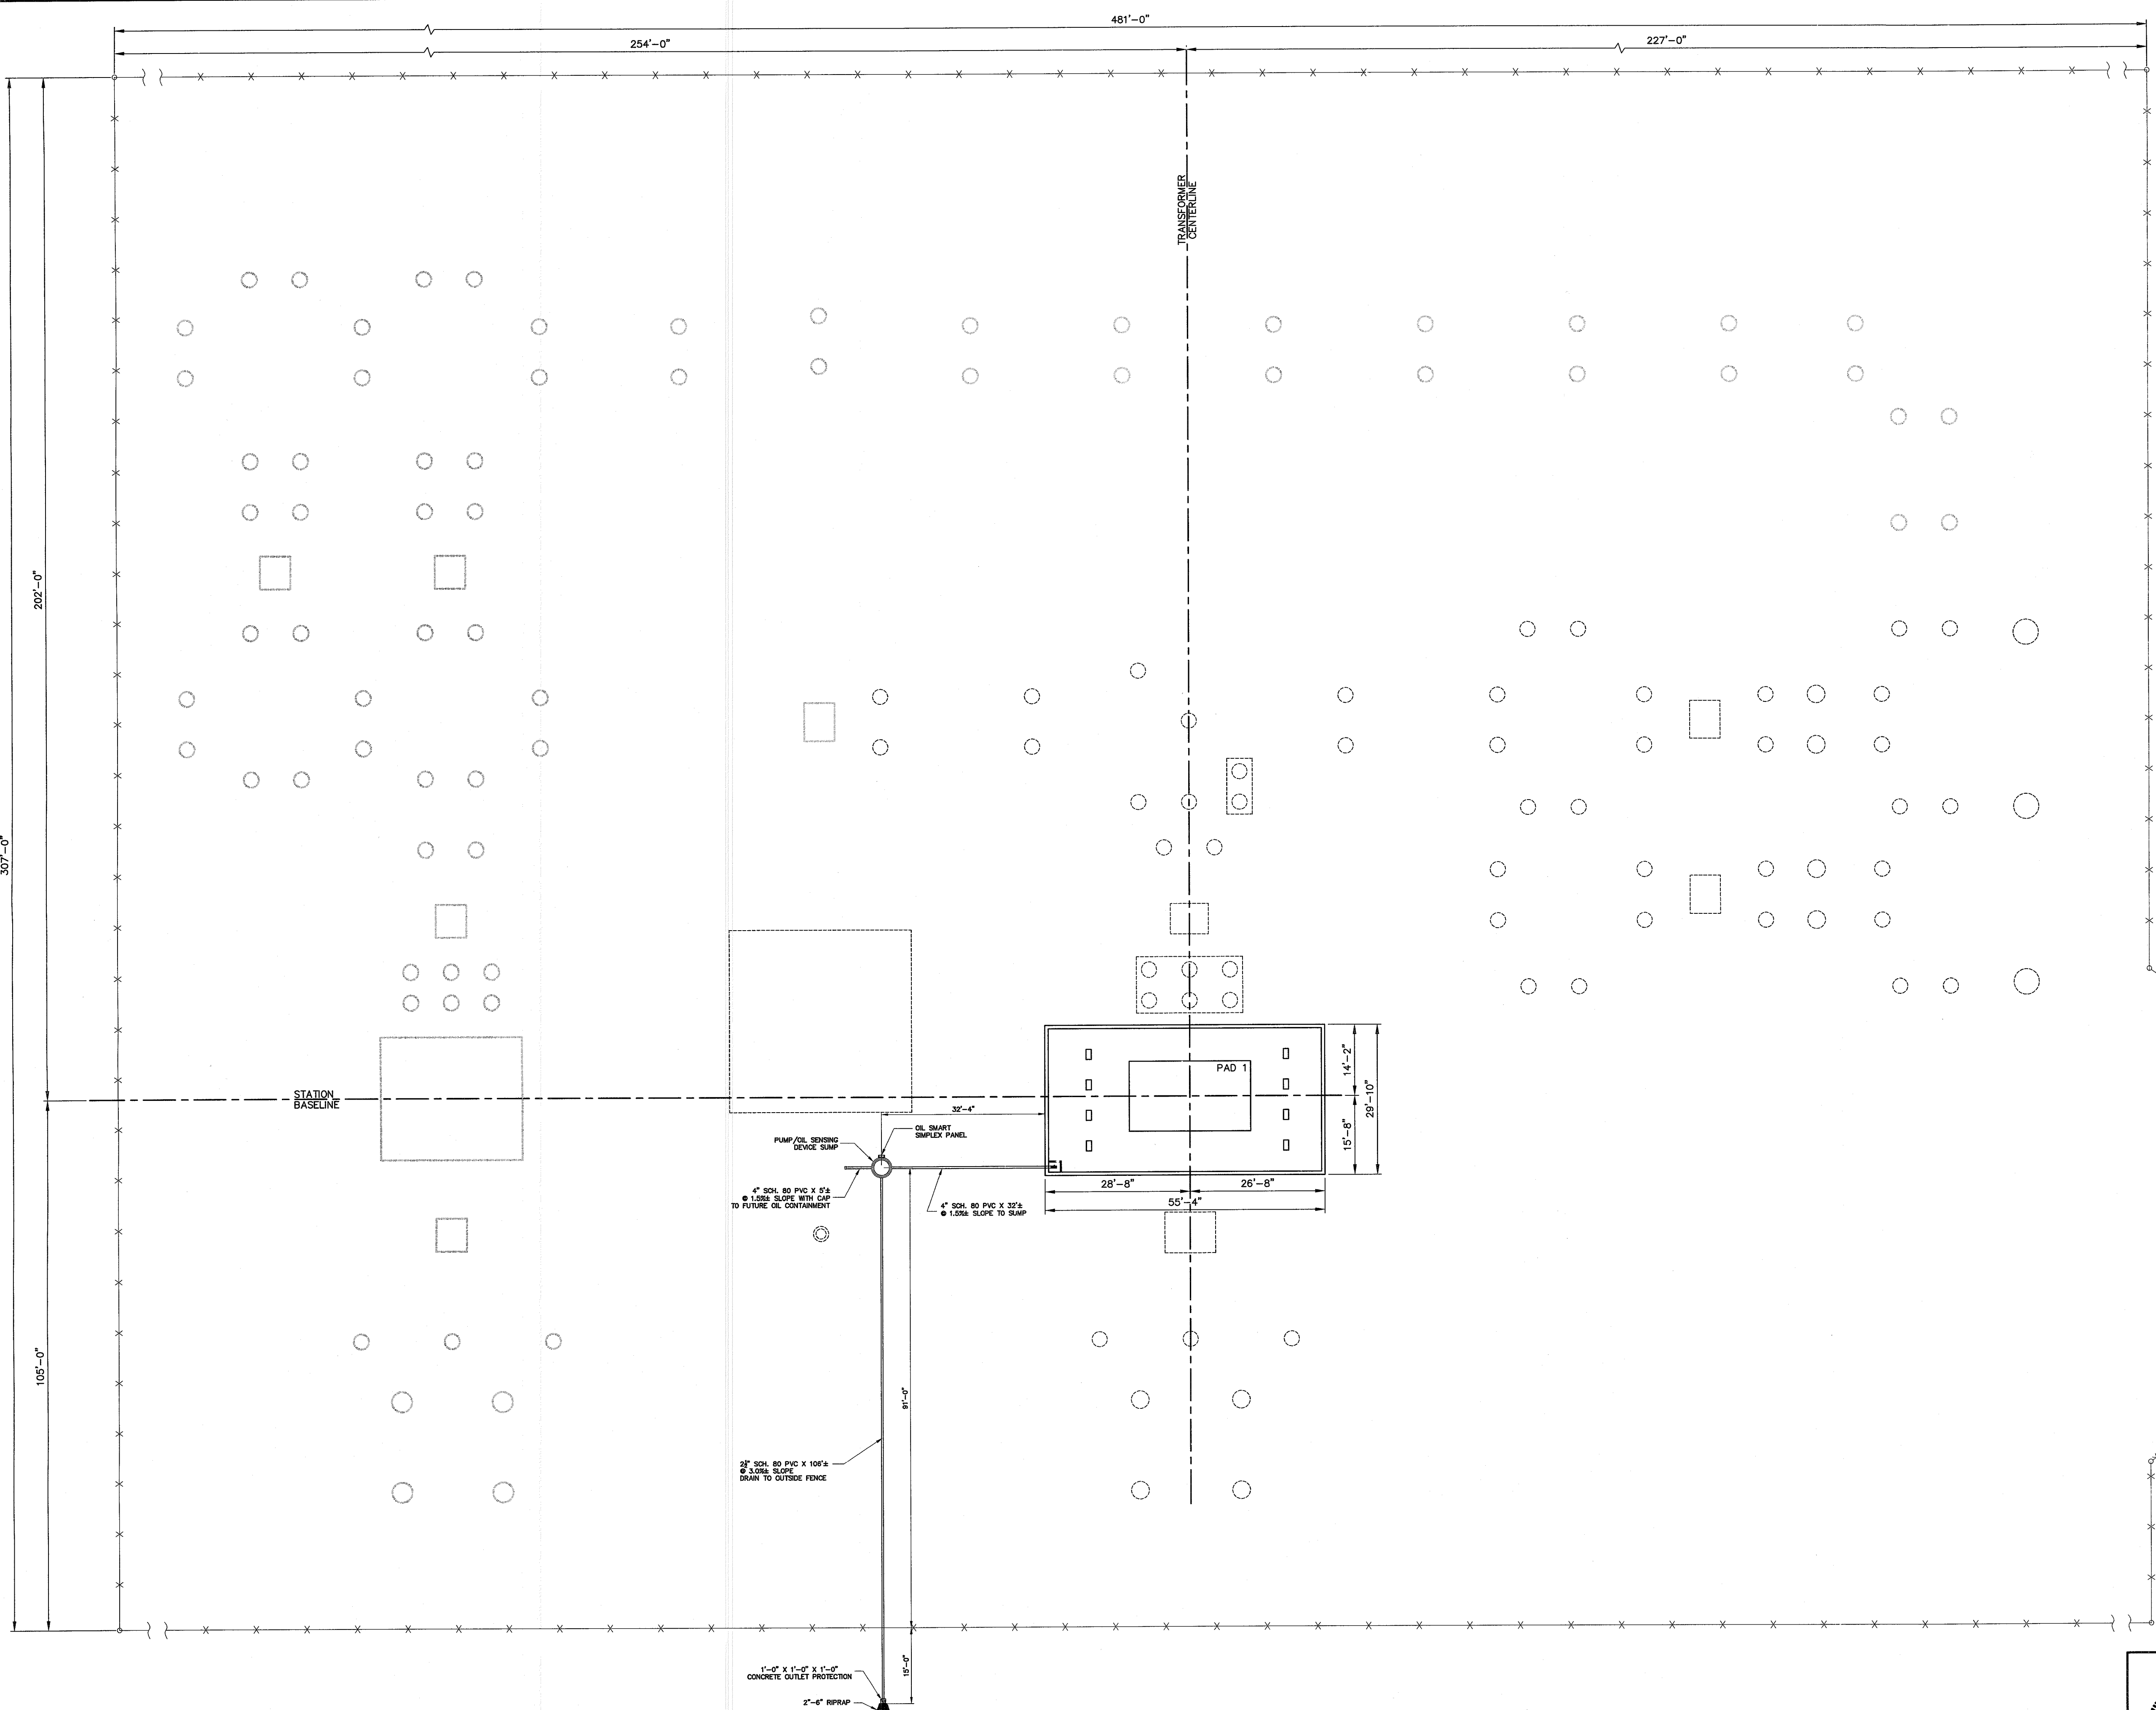 481'-0"
254'-0"
227'-0"
TRANSFORMER
CENTERLINE
202'-0"
307'-0"
105'-0"
STATION
BASELINE
PAD 1
14'-2"
29'-10"
15'-8"
32'-4"
OIL SMART
SIMPLEX PANEL
PUMP/OIL SENSING
DEVICE SUMP
4" SCH. 80 PVC X 5'±
@ 1.5%± SLOPE WITH CAP
TO FUTURE OIL CONTAINMENT
4" SCH. 80 PVC X 32'±
@ 1.5%± SLOPE TO SUMP
28'-8"
26'-8"
55'-4"
91'-0"
2½" SCH. 80 PVC X 106'±
@ 3.0%± SLOPE
DRAIN TO OUTSIDE FENCE
15'-0"
1'-0" X 1'-0" X 1'-0"
CONCRETE OUTLET PROTECTION
2"-6" RIPRAP